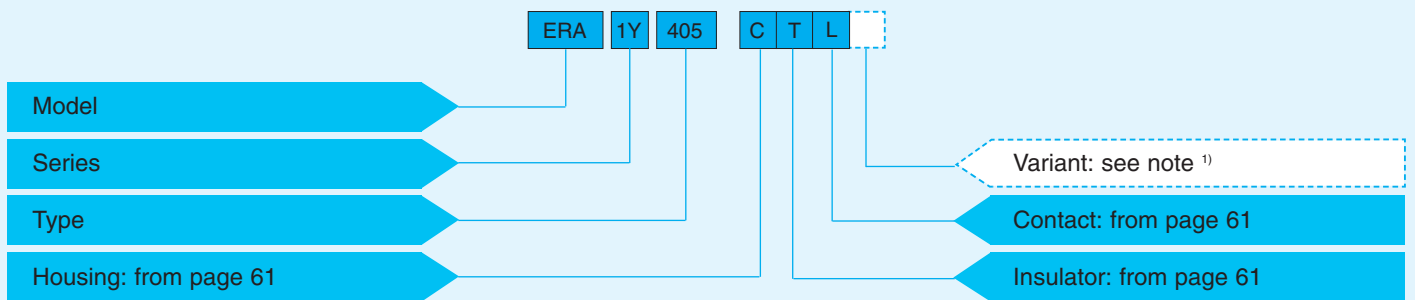 ERA 1Y 405 C T L
Model
Series
Variant: see note 1)
Type
Contact: from page 61
Housing: from page 61
Insulator: from page 61